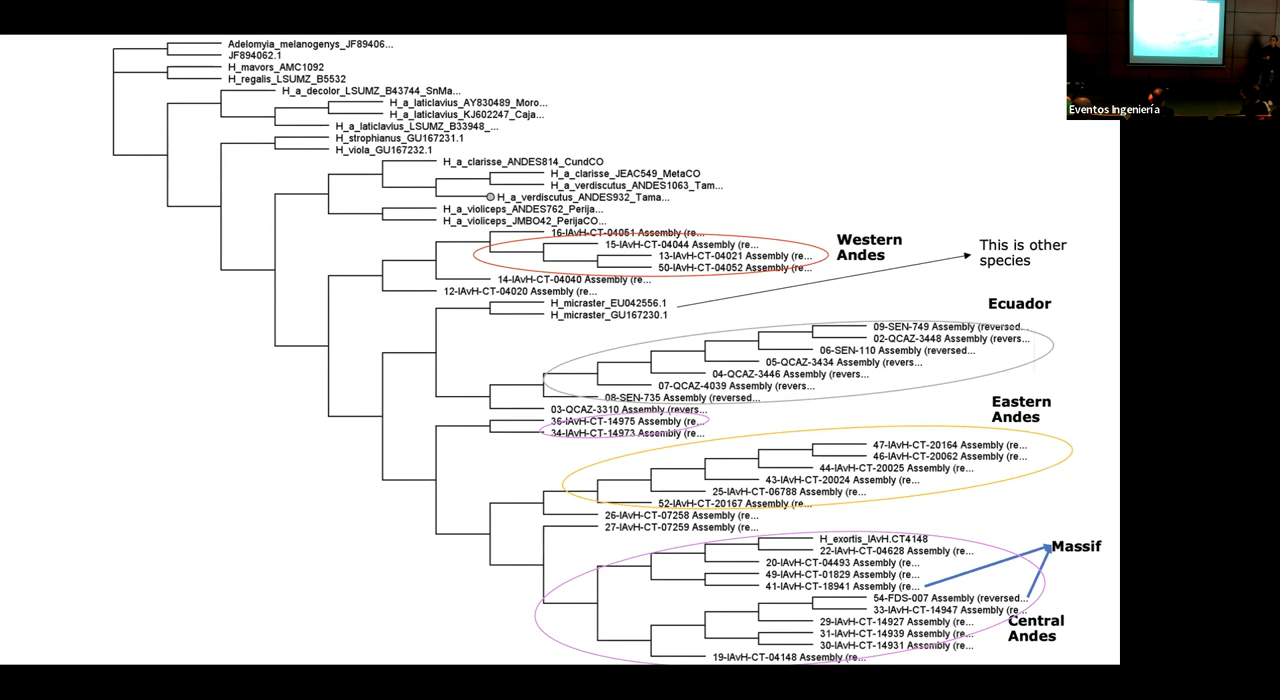 Eventos Ingeniería
Adelomyia_melanogenys_JF89406...
JF894062.1
H_mavors_AMC1092
H_regalis_LSUMZ_B5532
H_a_decolor_LSUMZ_B43744_SnMa...
H_a_laticlavius_AY830489_Moro...
H_a_laticlavius_KJ602247_Caja...
H_a_laticlavius_LSUMZ_B33948_...
H_strophianus_GU167231.1
H_viola_GU167232.1
H_a_clarisse_ANDES814_CundCO
H_a_clarisse_JEAC549_MetaCO
H_a_verdiscutus_ANDES1063_Tam...
H_a_verdiscutus_ANDES932_Tama...
H_a_violiceps_ANDES762_Perija...
H_a_violiceps_JMBO42_PerijaCO...
16-IAvH-CT-04061 Assembly (re...
15-IAvH-CT-04044 Assembly (re...
13-IAvH-CT-04021 Assembly (re...
50-IAvH-CT-04052 Assembly (re...
Western
Andes
This is other
species
14-IAvH-CT-04040 Assembly (re...
12-IAvH-CT-04020 Assembly (re...
H_micraster_EU042556.1
H_micraster_GU167230.1
Ecuador
09-SEN-749 Assembly (reversed...
02-QCAZ-3448 Assembly (revers...
06-SEN-110 Assembly (reversed...
05-QCAZ-3434 Assembly (revers...
04-QCAZ-3446 Assembly (revers...
07-QCAZ-4039 Assembly (revers...
08-SEN-735 Assembly (reversed...
03-QCAZ-3310 Assembly (revers...
36-IAvH-CT-14975 Assembly (re...
34-IAvH-CT-14973 Assembly (re...
Eastern
Andes
47-IAvH-CT-20164 Assembly (re...
46-IAvH-CT-20062 Assembly (re...
44-IAvH-CT-20025 Assembly (re...
43-IAvH-CT-20024 Assembly (re...
25-IAvH-CT-06788 Assembly (re...
52-IAvH-CT-20167 Assembly (re...
26-IAvH-CT-07258 Assembly (re...
27-IAvH-CT-07259 Assembly (re...
H_exortis_IAvH.CT4148
22-IAvH-CT-04628 Assembly (re...
20-IAvH-CT-04493 Assembly (re...
49-IAvH-CT-01829 Assembly (re...
41-IAvH-CT-18941 Assembly (re...
Massif
54-FDS-007 Assembly (reversed...
33-IAvH-CT-14947 Assembly (re...
29-IAvH-CT-14927 Assembly (re...
31-IAvH-CT-14939 Assembly (re...
30-IAvH-CT-14931 Assembly (re...
19-IAvH-CT-04148 Assembly (re...
Central
Andes